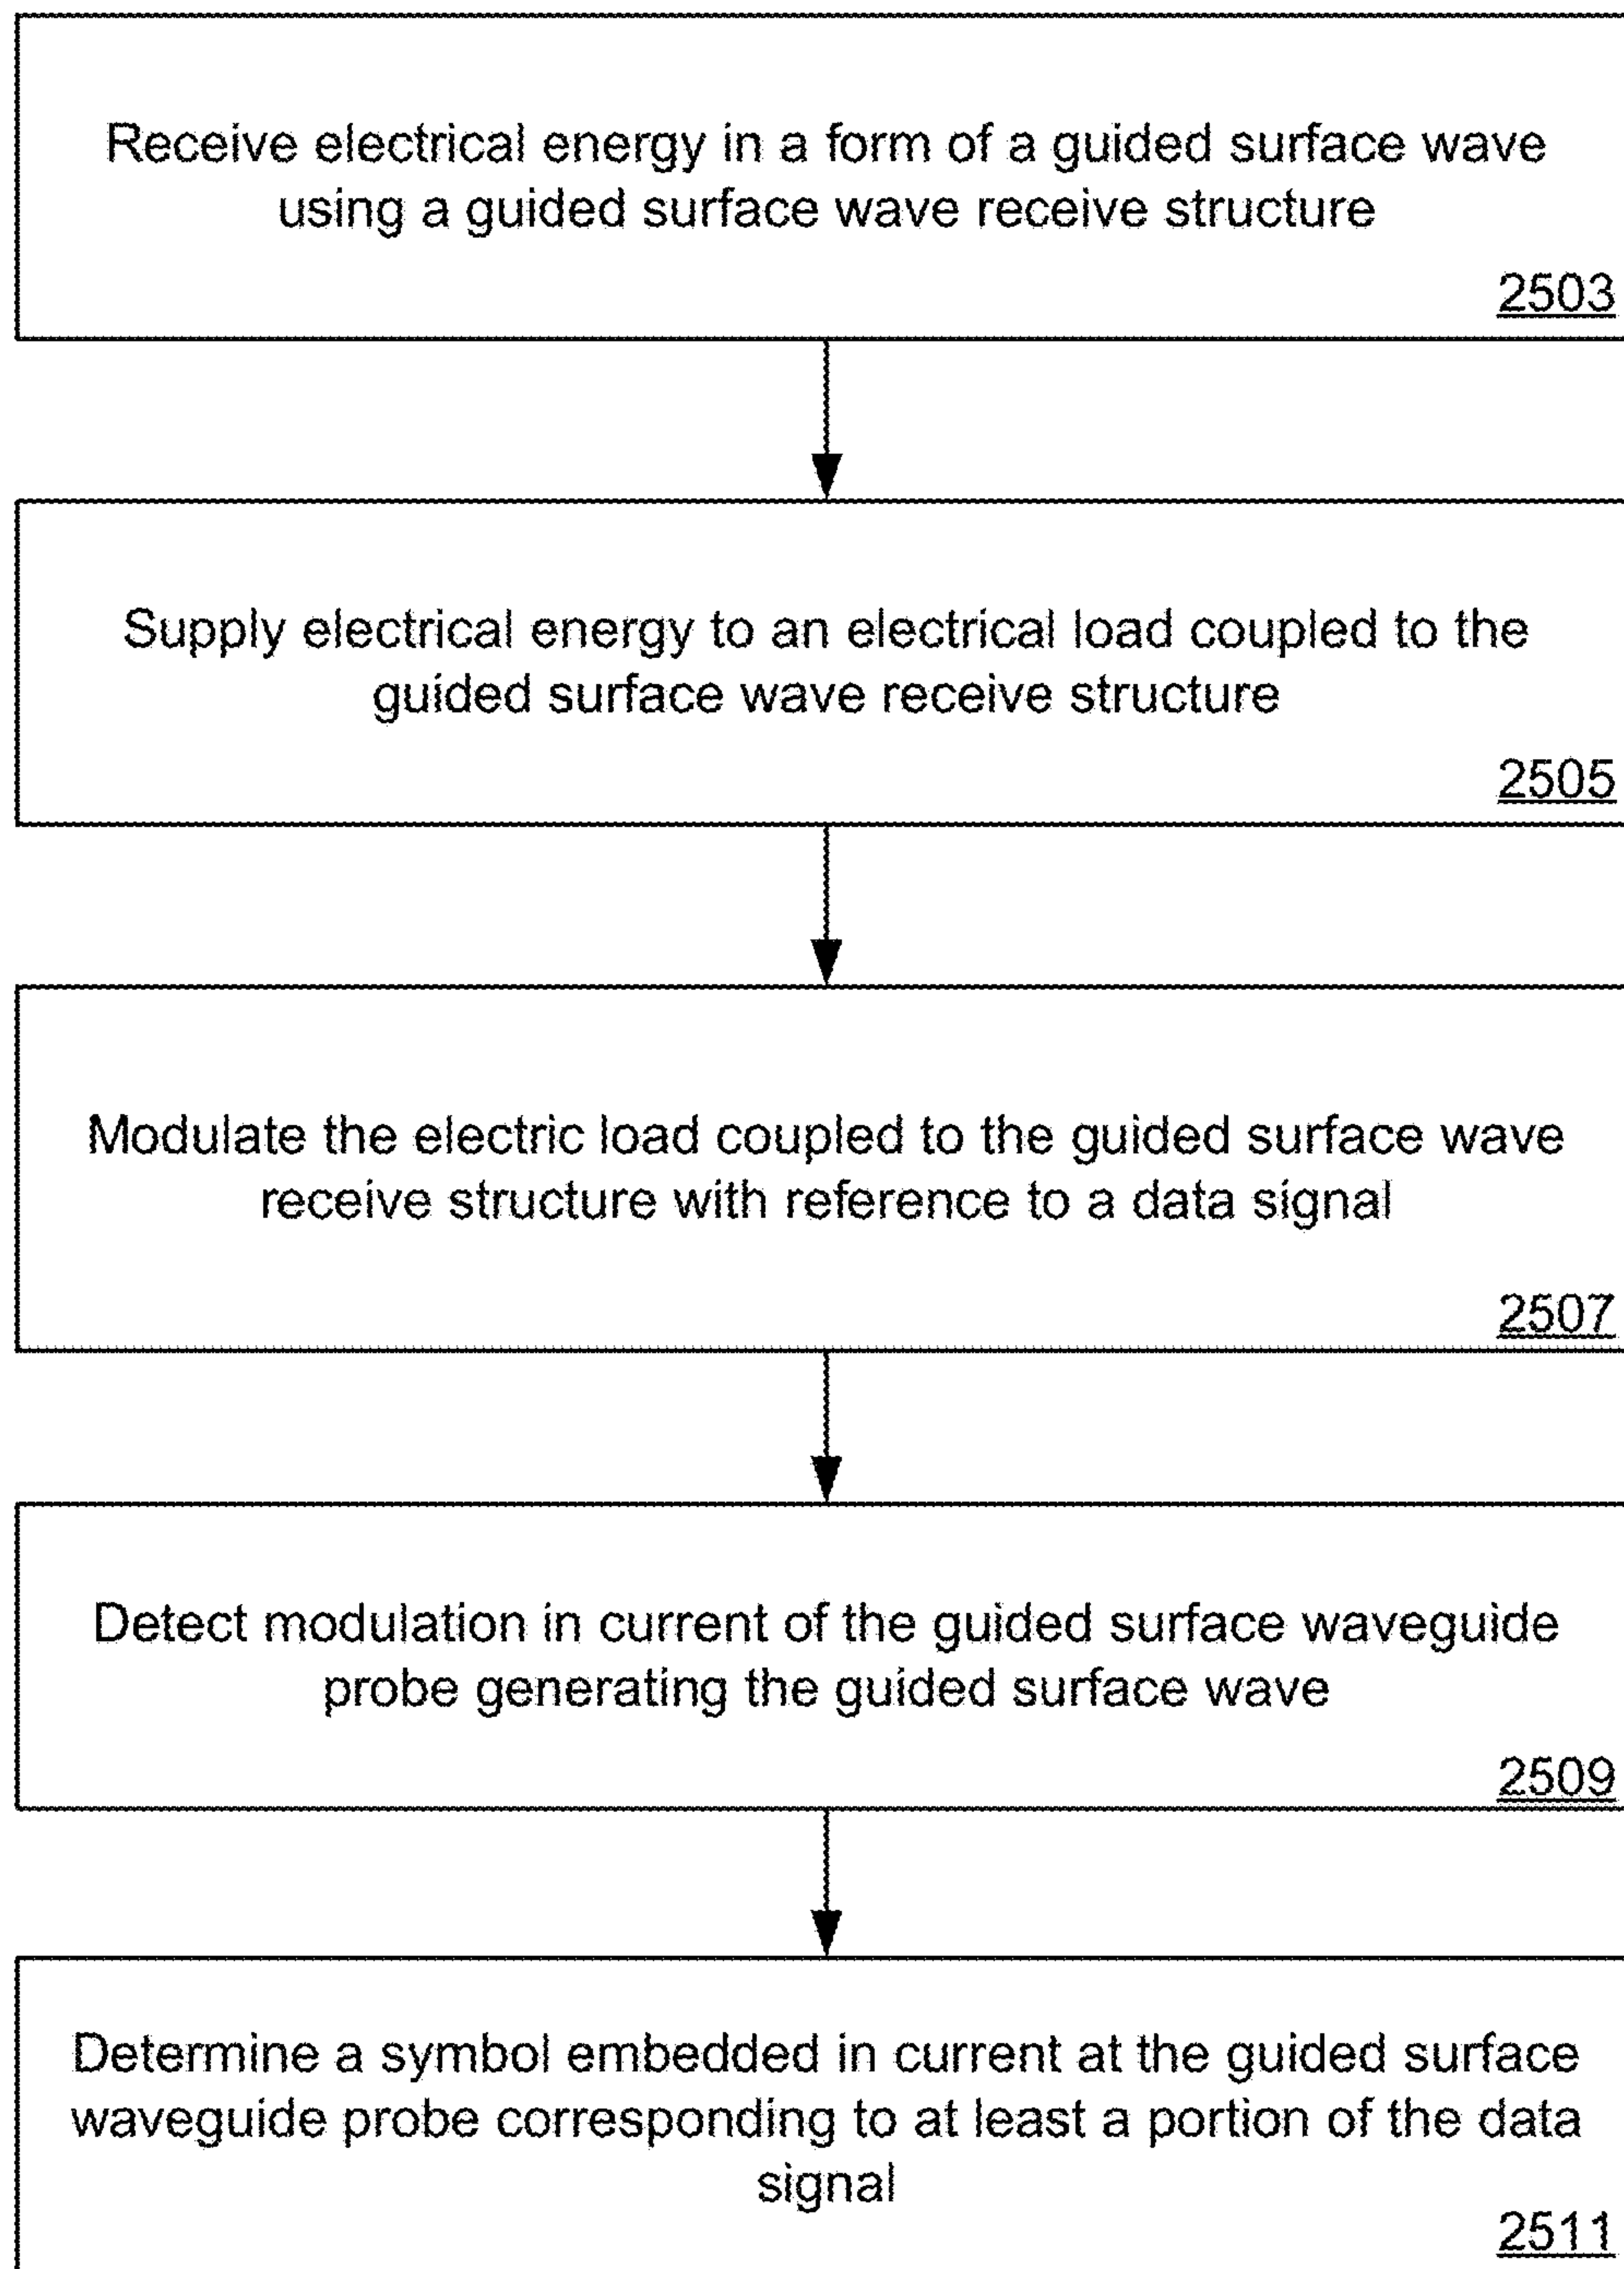 Receive electrical energy in a form of a guided surface wave
using a guided surface wave receive structure
2503
Supply electrical energy to an electrical load coupled to the
guided surface wave receive structure
2505
Modulate the electric load coupled to the guided surface wave
receive structure with reference to a data signal
2507
Detect modulation in current of the guided surface waveguide
probe generating the guided surface wave
2509
Determine a symbol embedded in current at the guided surface
waveguide probe corresponding to at least a portion of the data
signal
2511